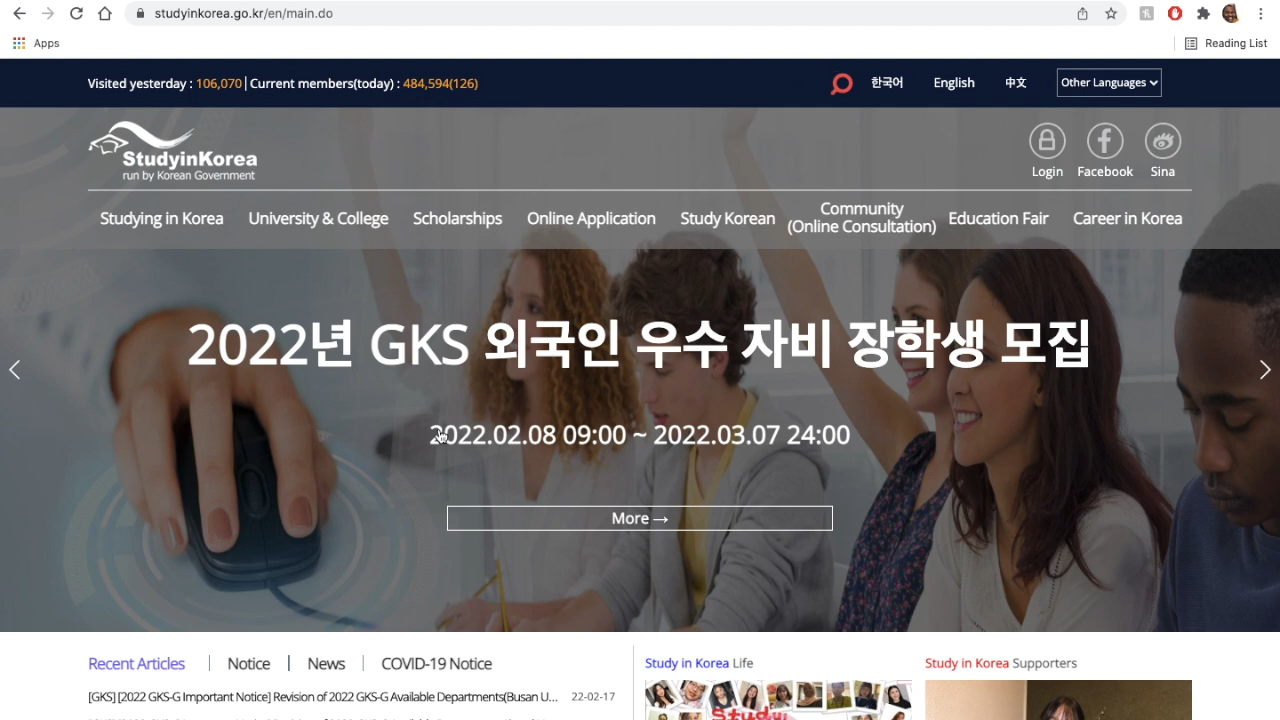 studyinkorea.go.kr/en/main.do
Apps
Reading List
Visited yesterday : 106,070 | Current members(today) : 484,594(126)
한국어 English 中文 Other Languages
StudyinKorea
run by Korean Government
Login Facebook Sina
Studying in Korea University & College Scholarships Online Application Study Korean Community (Online Consultation) Education Fair Career in Korea
2022년 GKS 외국인 우수 자비 장학생 모집
2022.02.08 09:00 ~ 2022.03.07 24:00
More →
Recent Articles | Notice | News | COVID-19 Notice
[GKS] [2022 GKS-G Important Notice] Revision of 2022 GKS-G Available Departments(Busan U... 22-02-17
Study in Korea Life
Study in Korea Supporters